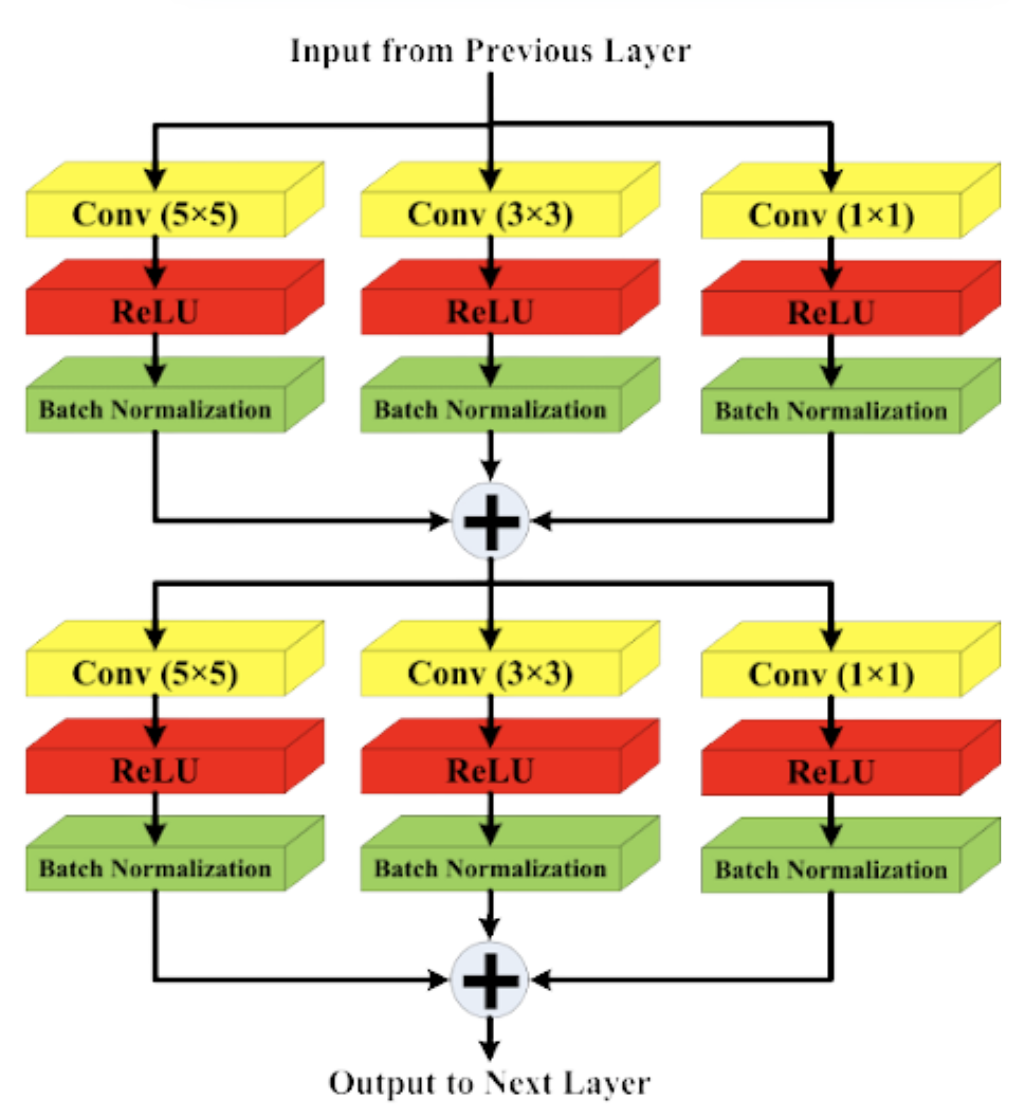 Input from Previous Layer
Conv (5×5)
Conv (3×3)
Conv (1×1)
ReLU
ReLU
ReLU
Batch Normalization
Batch Normalization
Batch Normalization
Conv (5×5)
Conv (3×3)
Conv (1×1)
ReLU
ReLU
ReLU
Batch Normalization
Batch Normalization
Batch Normalization
Output to Next Layer